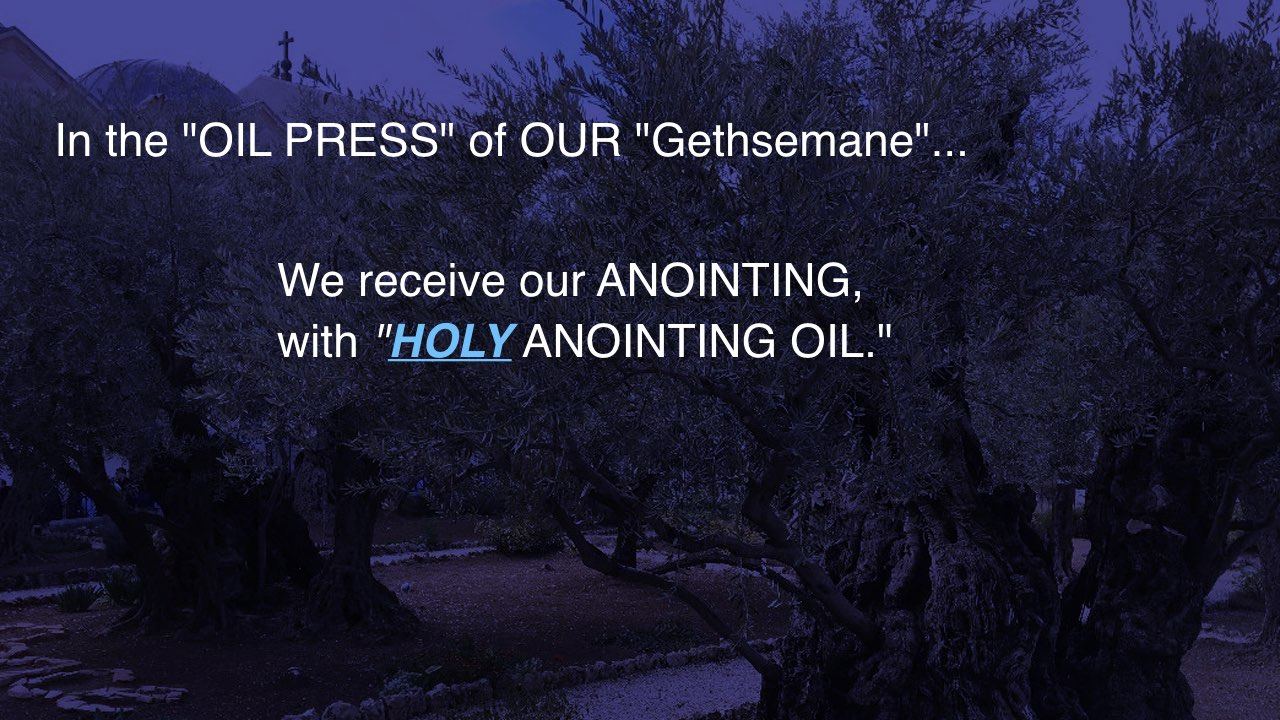 In the "OIL PRESS" of OUR "Gethsemane"...
We receive our ANOINTING,
with "HOLY ANOINTING OIL."